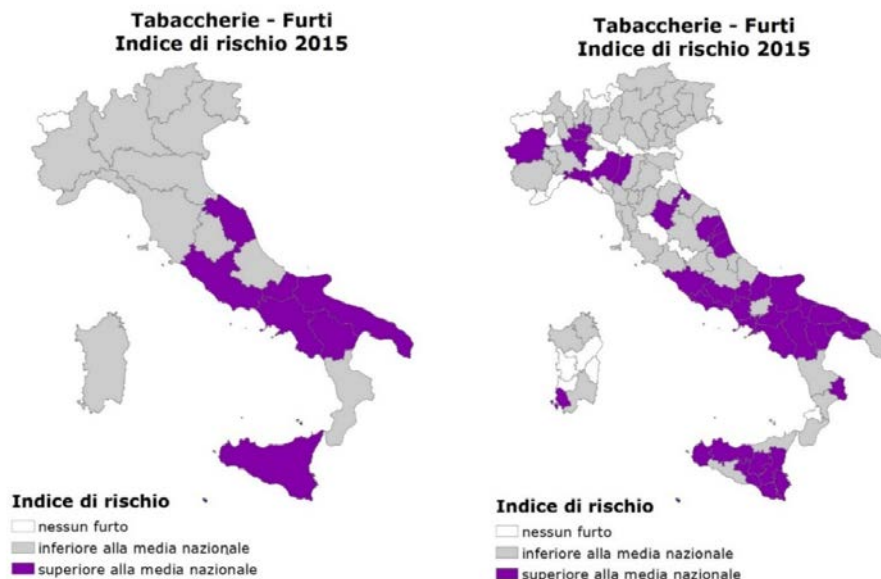 Tabaccherie - Furti
Indice di rischio 2015
Indice di rischio
nessun furto
inferiore alla media nazionale
superiore alla media nazionale
Tabaccherie - Furti
Indice di rischio 2015
Indice di rischio
nessun furto
inferiore alla media nazionale
superiore alla media nazionale